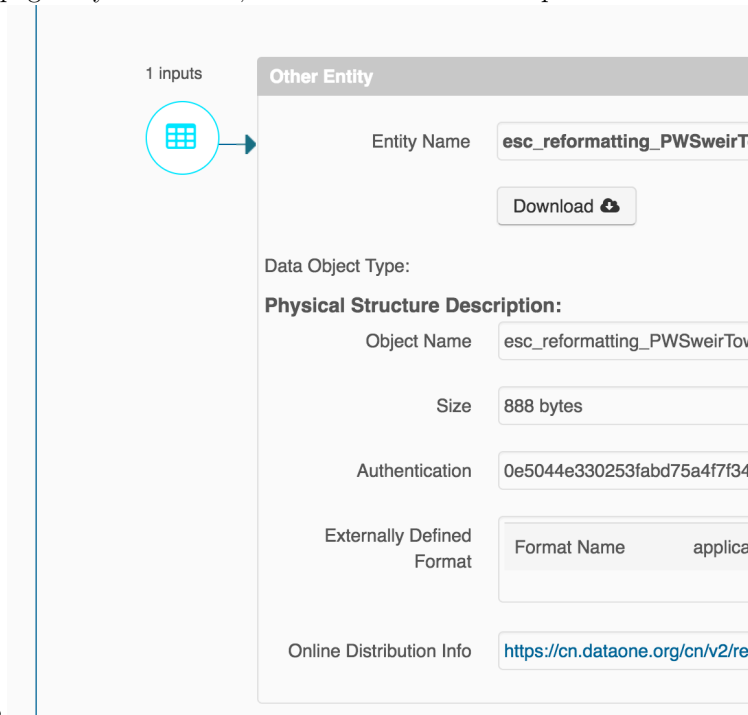 1 inputs
Other Entity
Entity Name esc_reformatting_PWSweirT
Download
Data Object Type:
Physical Structure Description:
Object Name esc_reformatting_PWSweirTow
Size 888 bytes
Authentication 0e5044e330253fabd75a4f7f34
Externally Defined
Format
Format Name applica
Online Distribution Info https://cn.dataone.org/cn/v2/re